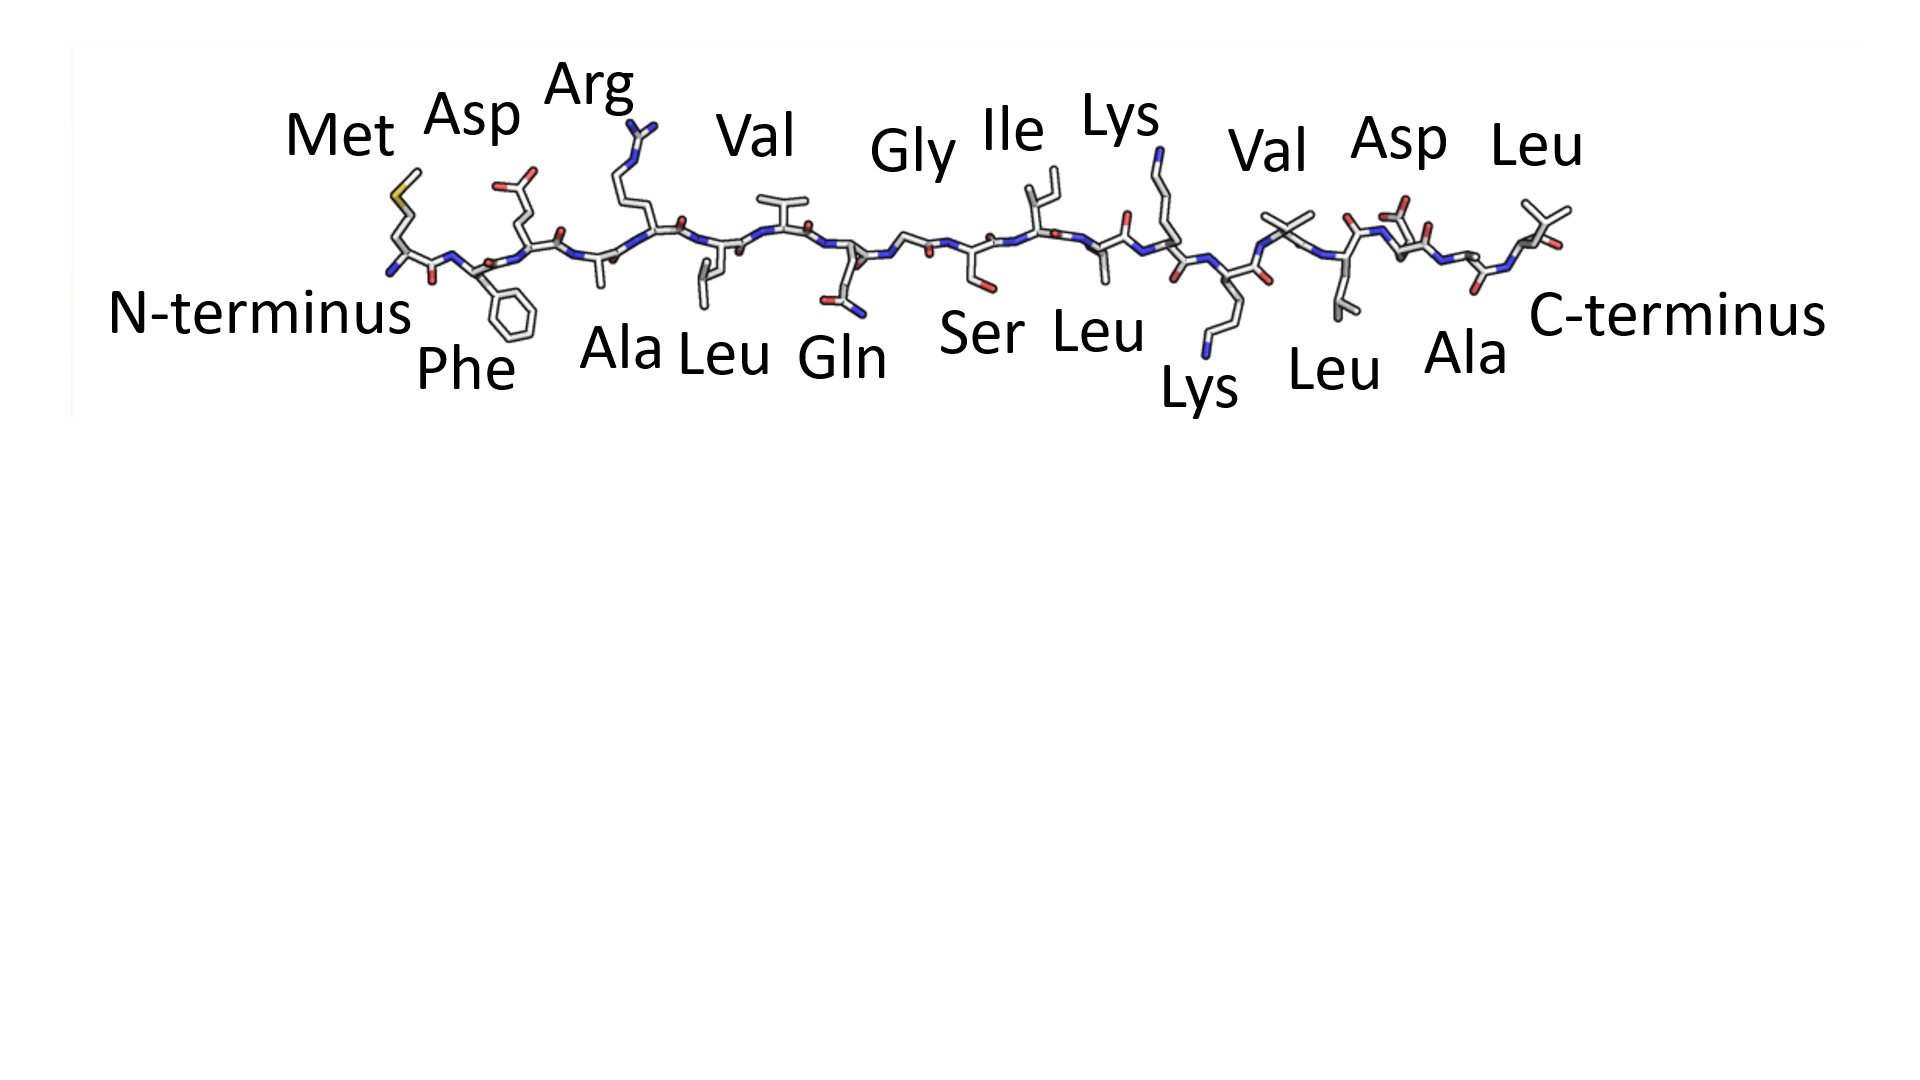 Arg
Met Asp Val Gly Ile Lys Val Asp Leu
N-terminus C-terminus
Phe Ala Leu Gln Ser Leu Lys Leu Ala